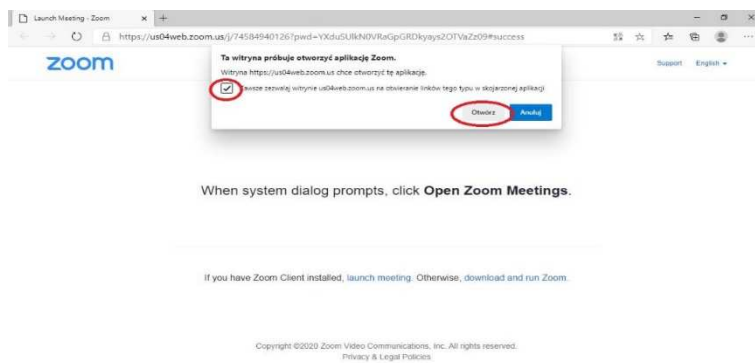 Launch Meeting - Zoom
https://us04web.zoom.us/j/74584940126?pwd=YXduSUlkN0VRaGpGRDkyays2OTVaZz09#success
zoom
Support English
Ta witryna próbuje otworzyć aplikację Zoom.
Witryna https://us04web.zoom.us chce otworzyć tę aplikację.
Zawsze zezwalaj witrynie us04web.zoom.us na otwieranie linków tego typu w skojarzonej aplikacji
Otwórz Anuluj
When system dialog prompts, click Open Zoom Meetings.
If you have Zoom Client installed, launch meeting. Otherwise, download and run Zoom.
Copyright ©2020 Zoom Video Communications, Inc. All rights reserved.
Privacy & Legal Policies